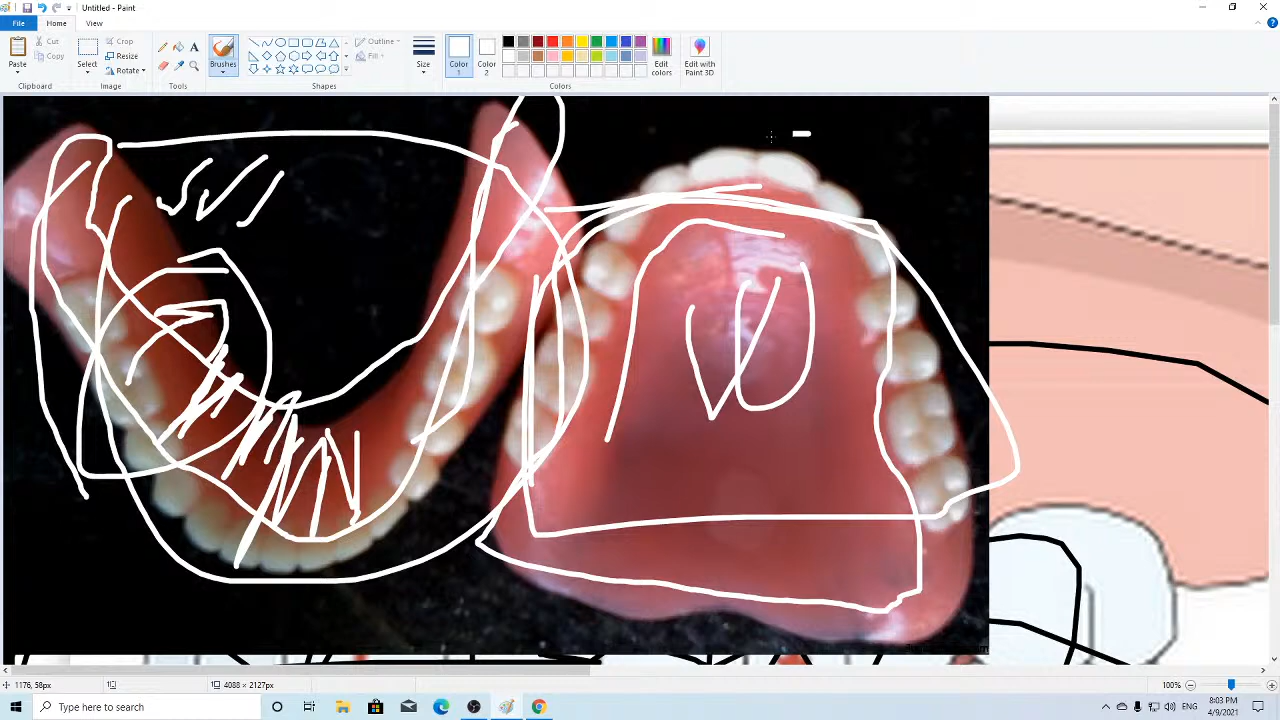 Untitled - Paint
File Home View
Paste
Cut
Copy
Select
Crop
Resize
Rotate
Brushes
Outline
Fill
Size
Color 1
Color 2
Edit colors
Edit with Paint 3D
Clipboard Image Tools Shapes Colors
1176, 58px 4088 × 2127px 100%
Type here to search
ENG
8:03 PM
4/9/2021